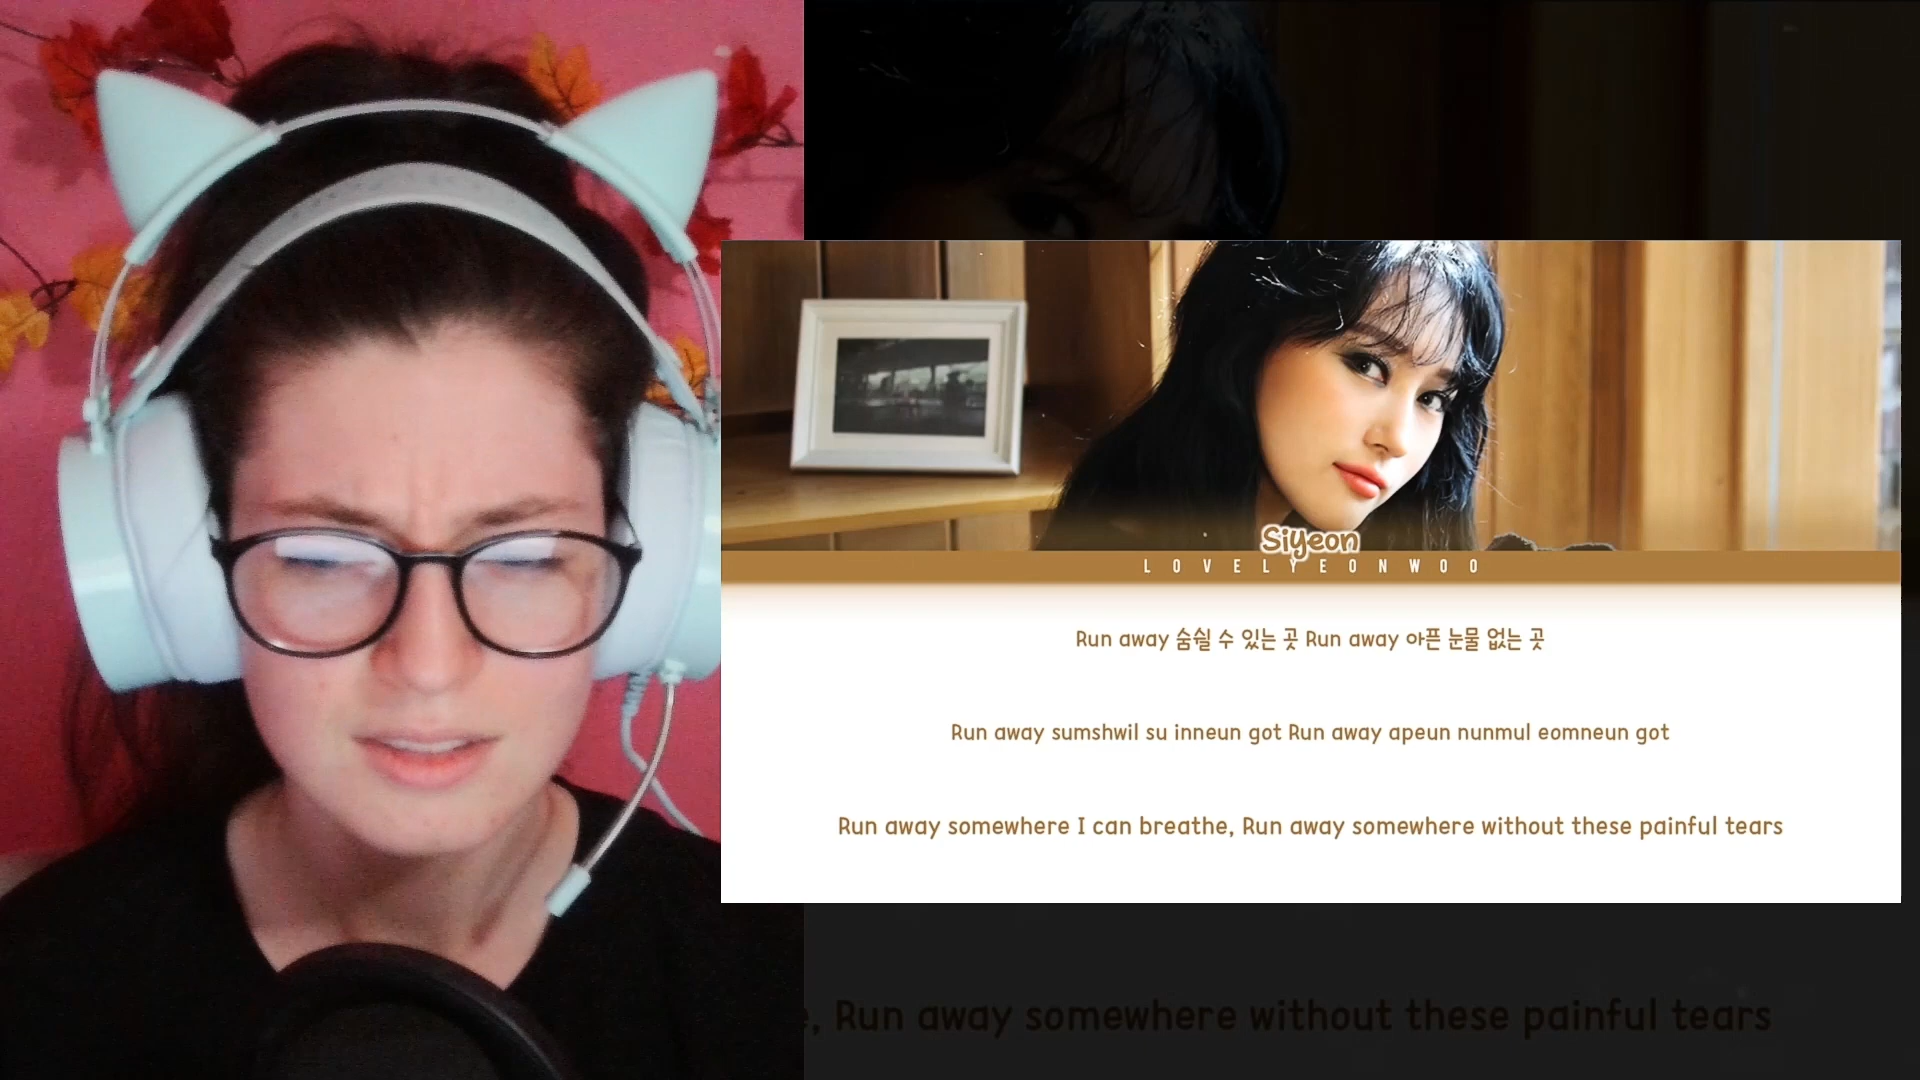 Siyeon
LOVELYEONWOO
Run away 숨쉴 수 있는 곳 Run away 아픈 눈물 없는 곳
Run away sumshwil su inneun got Run away apeun nunmul eomneun got
Run away somewhere I can breathe, Run away somewhere without these painful tears
e, Run away somewhere without these painful tears